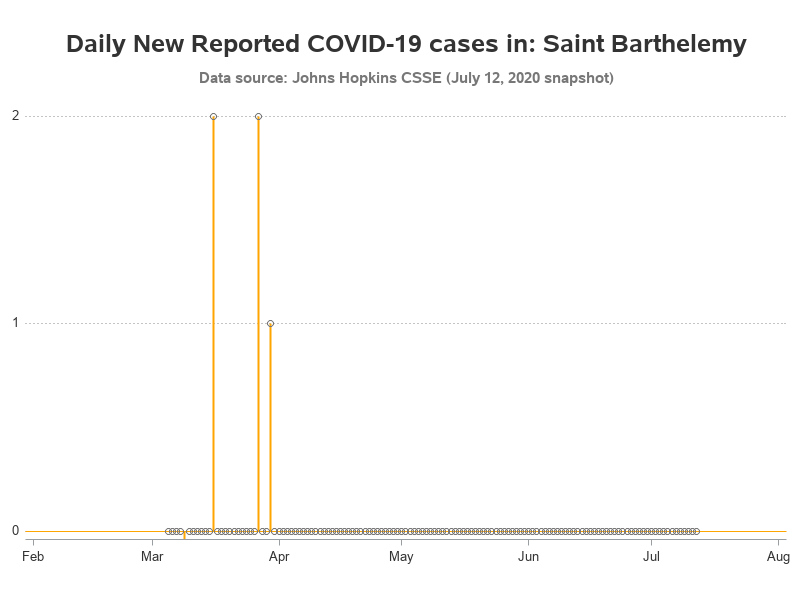 Daily New Reported COVID-19 cases in: Saint Barthelemy
Data source: Johns Hopkins CSSE (July 12, 2020 snapshot)
2
1
0
Feb Mar Apr May Jun Jul Aug